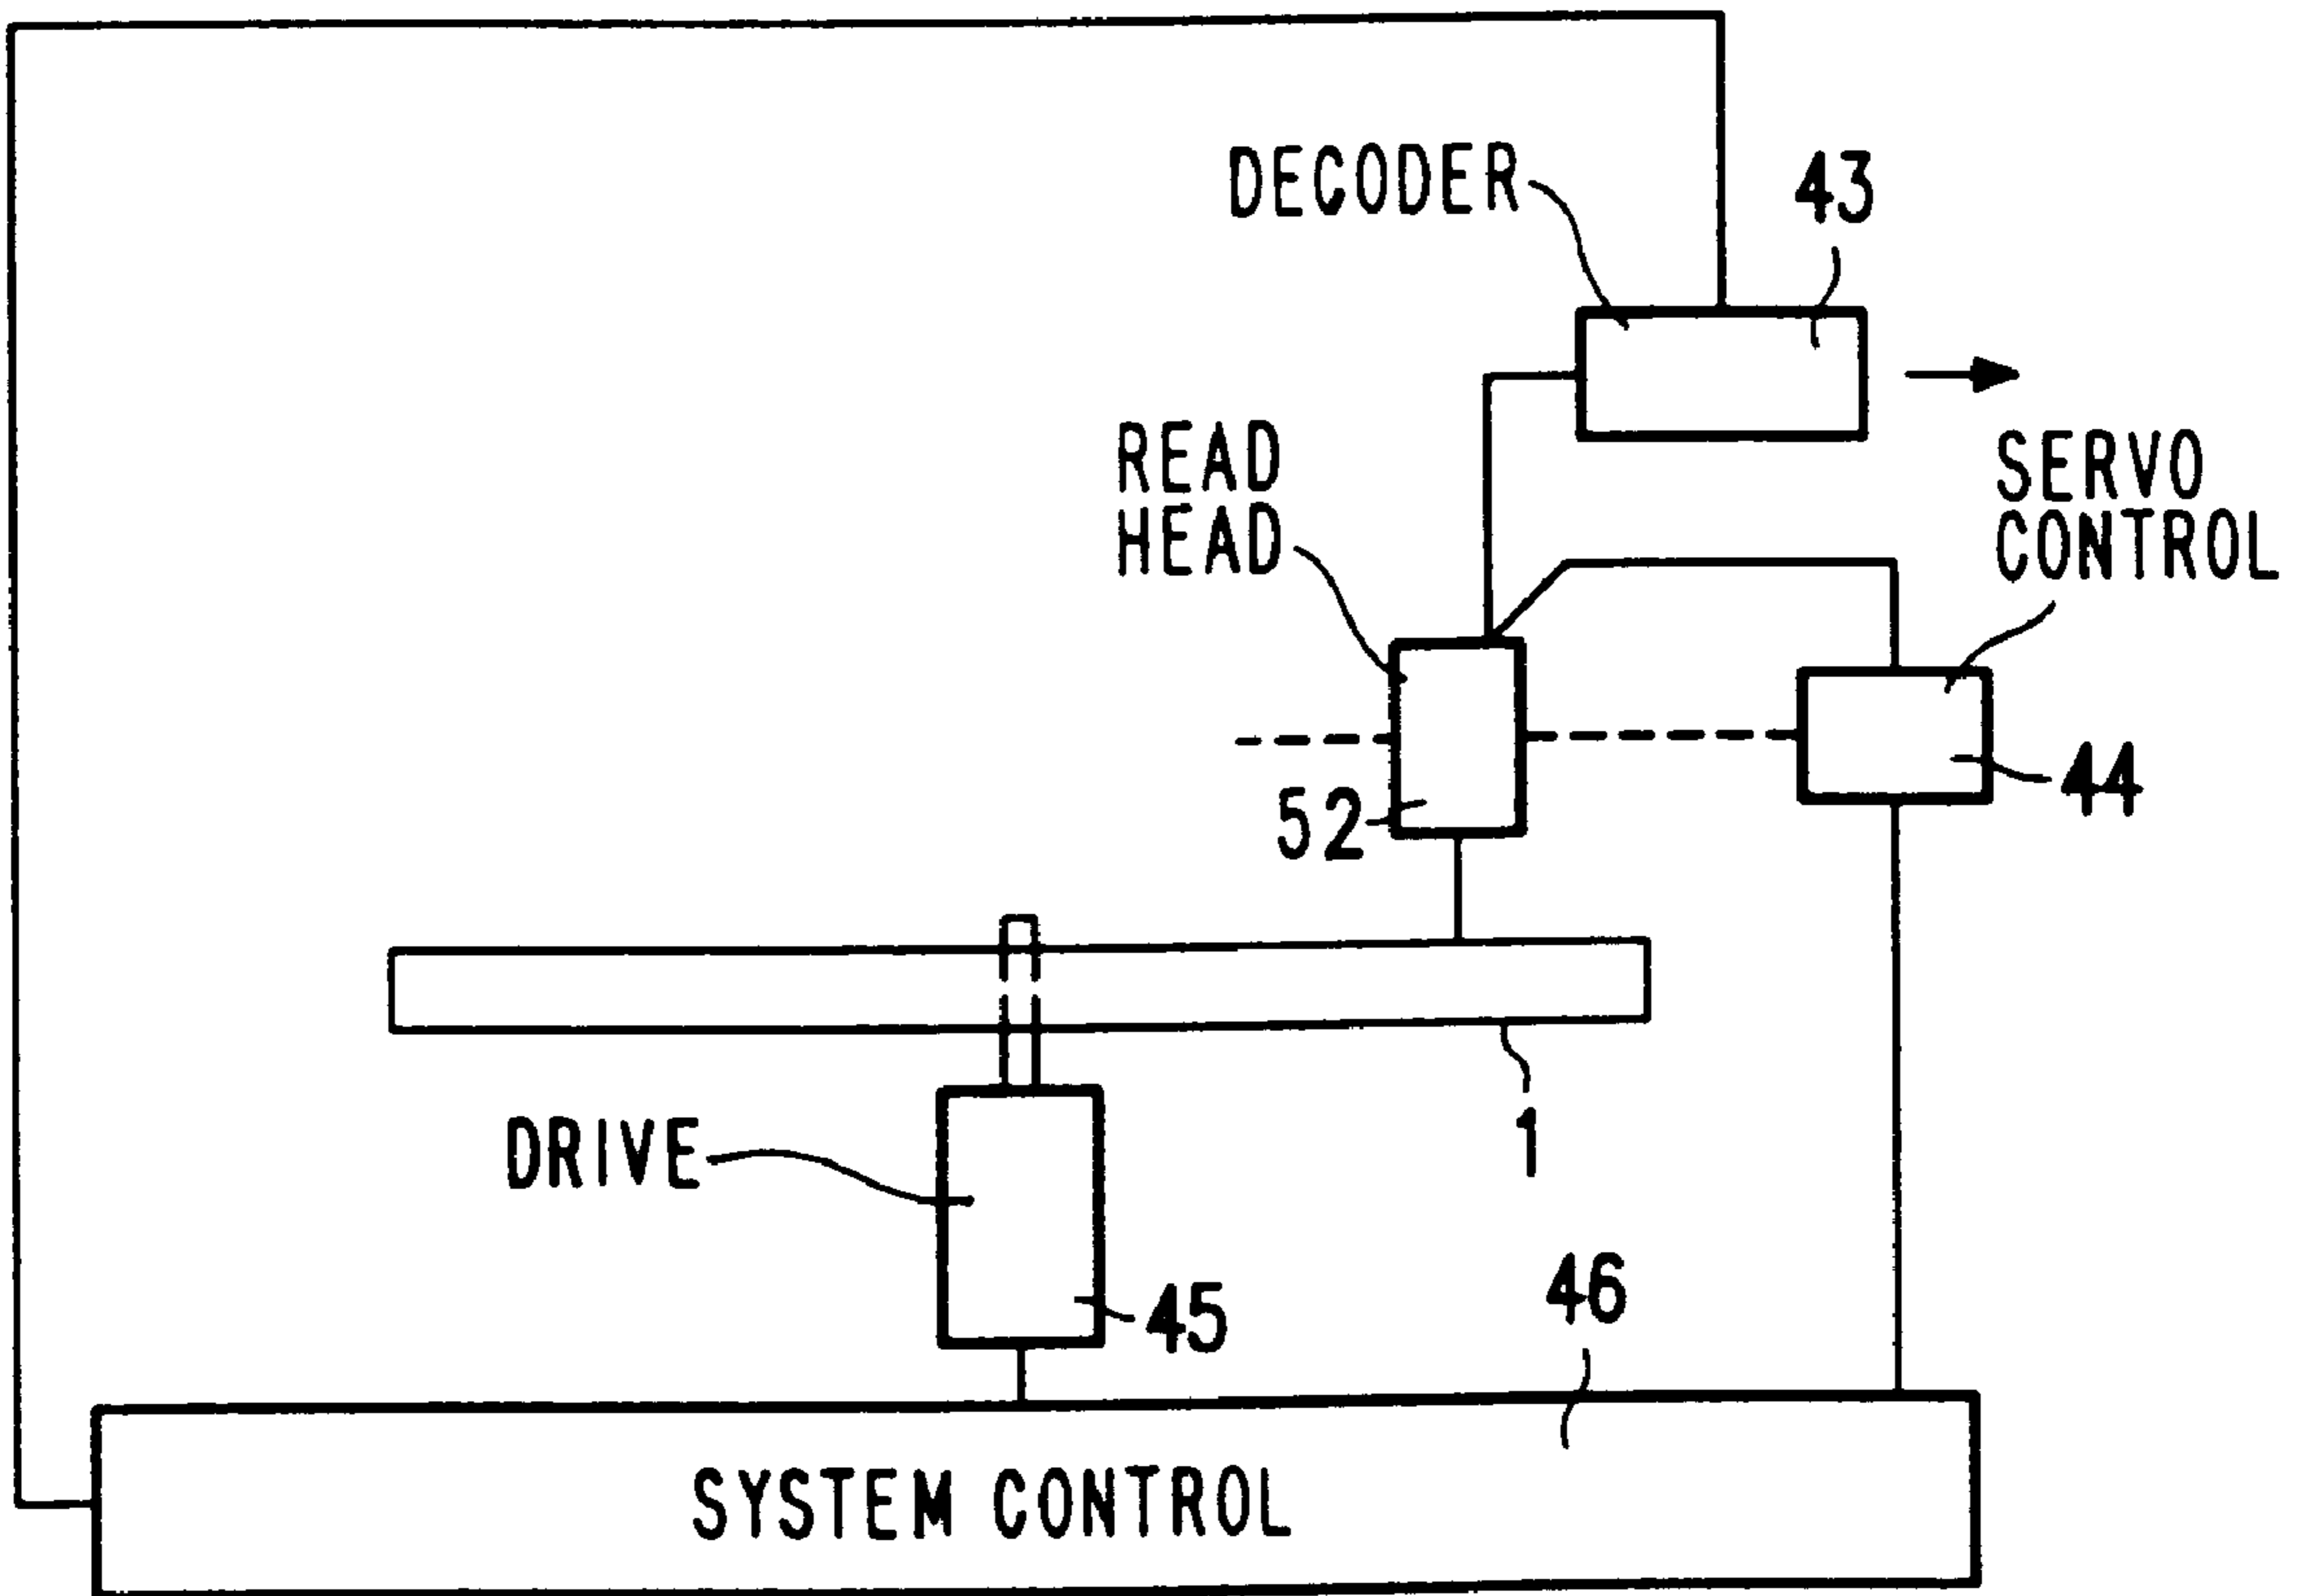 DECODER
43
READ
HEAD
SERVO
CONTROL
52
44
1
DRIVE
45
46
SYSTEM CONTROL